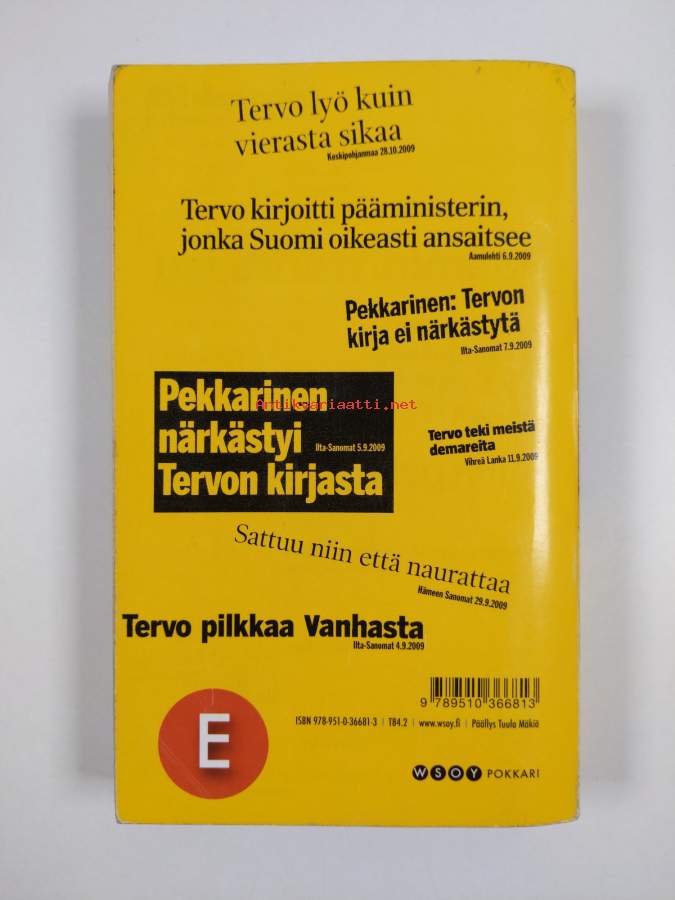 Tervo lyö kuin
vierasta sikaa
Keskipohjanmaa 28.10.2009
Tervo kirjoitti pääministerin,
jonka Suomi oikeasti ansaitsee
Aamulehti 6.9.2009
Pekkarinen: Tervon
kirja ei närkästytä
Ilta-Sanomat 7.9.2009
Pekkarinen
Antikvariaatti.net
närkästyi
Ilta-Sanomat 5.9.2009
Tervon kirjasta
Tervo teki meistä
demareita
Vihreä Lanka 11.9.2009
Sattuu niin että naurattaa
Hämeen Sanomat 29.9.2009
Tervo pilkkaa Vanhasta
Ilta-Sanomat 4.9.2009
9 789510 366813
ISBN 978-951-0-36681-3 | T84.2 | www.wsoy.fi | Päällys Tuula Mäkiä
E
WSOY POKKARI